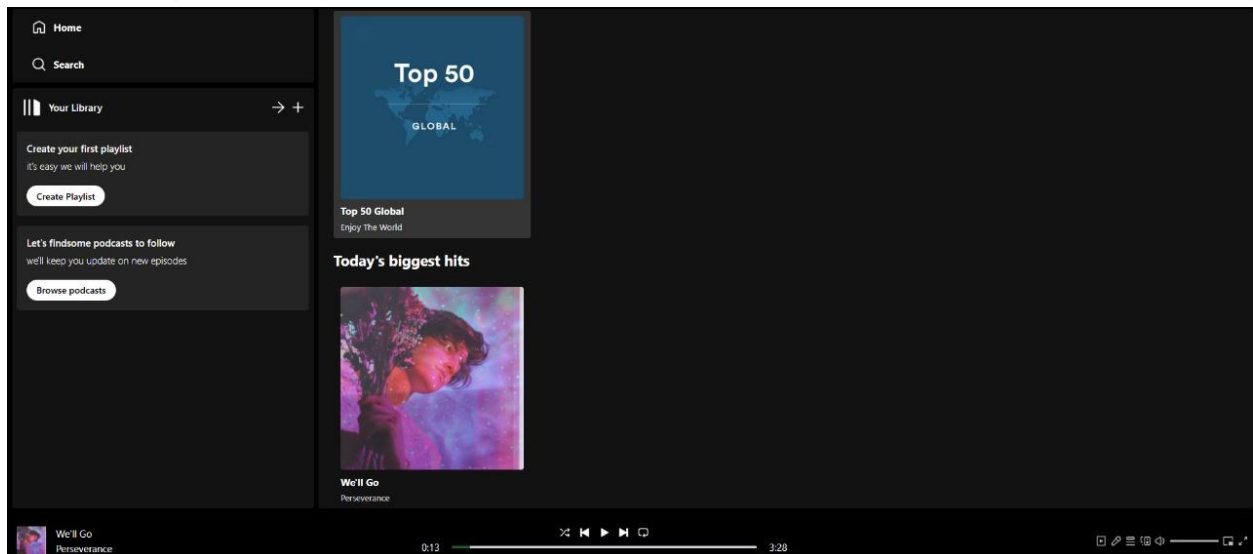 Home
Search
Your Library
Create your first playlist
it's easy we will help you
Create Playlist
Let's findsome podcasts to follow
we'll keep you update on new episodes
Browse podcasts
Top 50
GLOBAL
Top 50 Global
Enjoy The World
Today's biggest hits
We'll Go
Perseverance
We'll Go
Perseverance
0:13
3:28